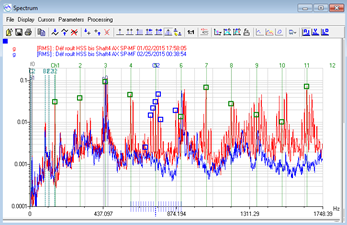 Spectrum
File Display Cursors Parameters Processing
g [RMS] : Déf roult HSS bis Shaft4 AX SP-MF 01/02/2015 17:58:05
g [RMS] : Déf roult HSS bis Shaft4 AX SP-MF 02/25/2015 00:38:54
2 3 4 5 6 7 8 9 10 11 12
0.1
0.01
0.001
0.0001
0 437.097 874.194 1311.29 1748.39
Hz